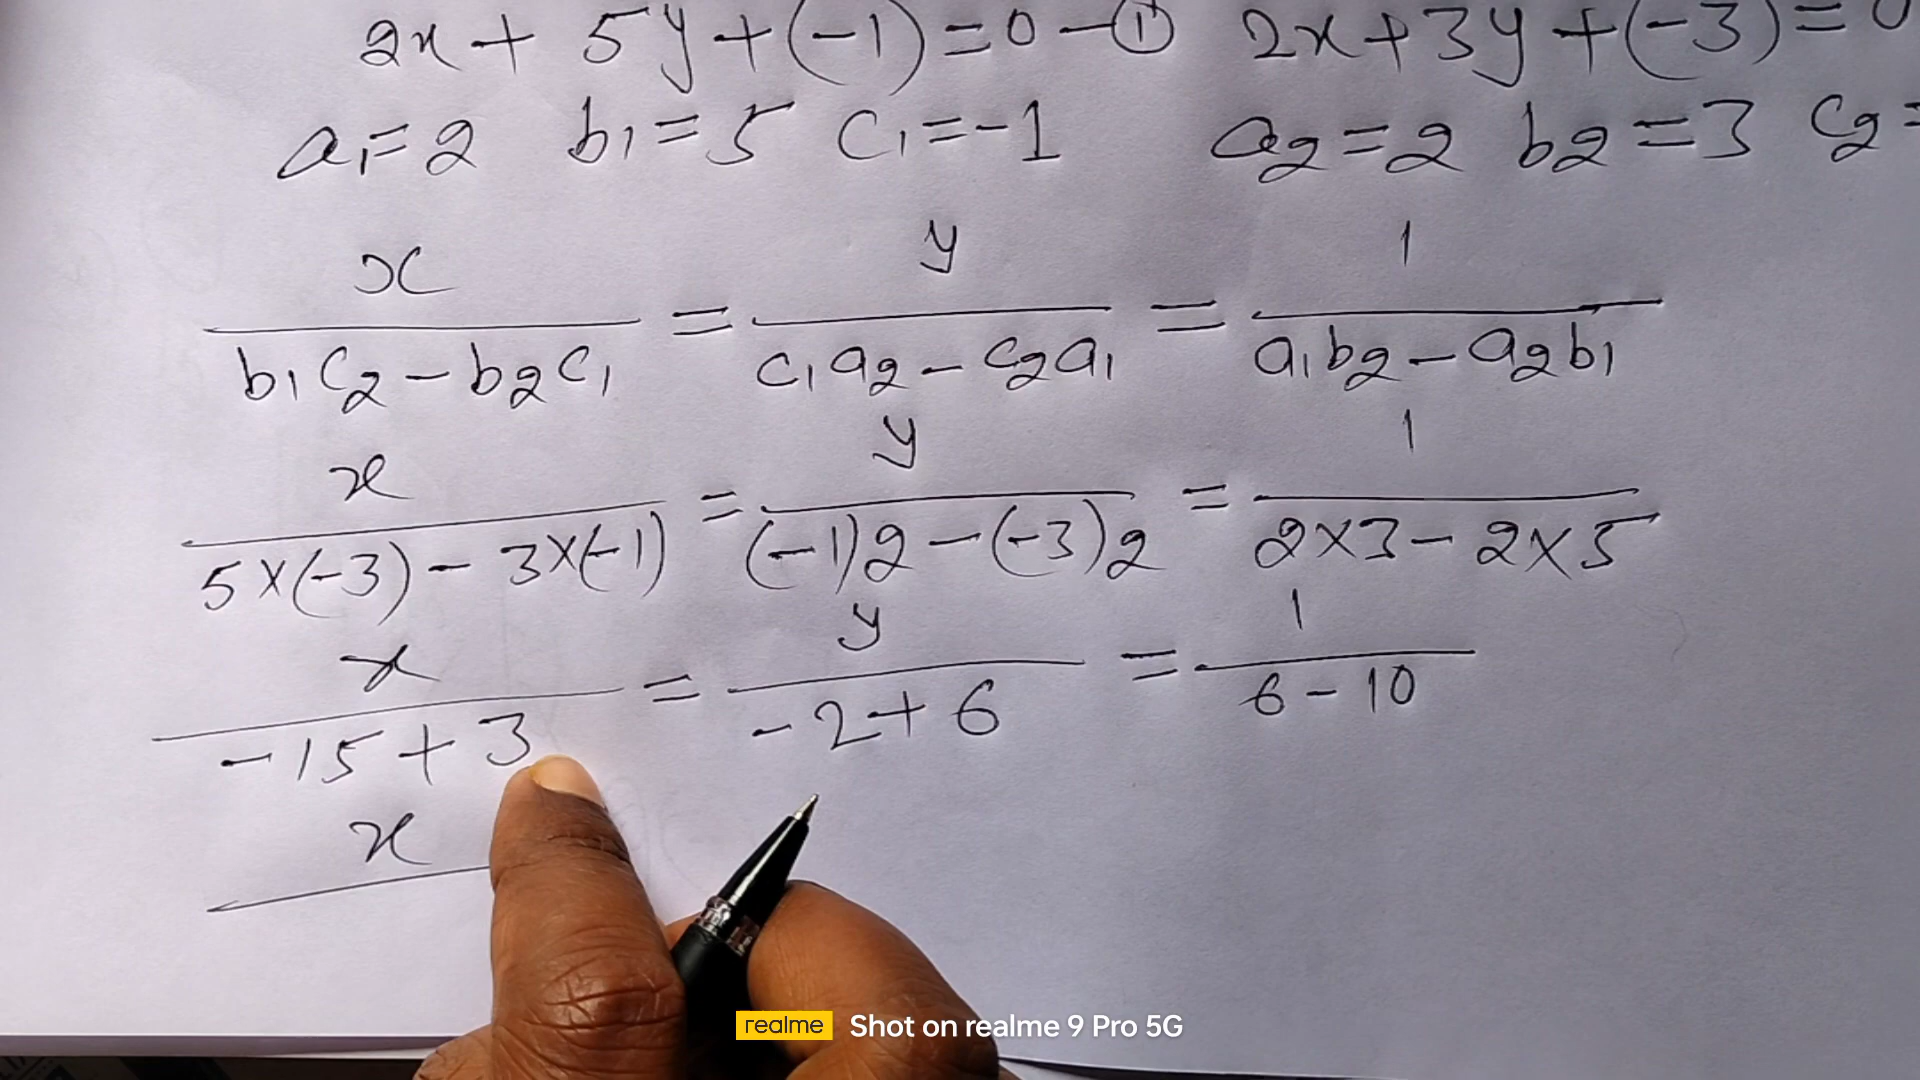 2x + 5y + (-1) = 0 - ① 2x + 3y + (-3) = 0
a1 = 2 b1 = 5 c1 = -1 a2 = 2 b2 = 3 c2 =
x y 1
b1c2 - b2c1 = c1a2 - c2a1 = a1b2 - a2b1
x y 1
5×(-3) - 3×(-1) = (-1)2 - (-3)2 = 2×3 - 2×5
x y 1
-15 + 3 = -2 + 6 = 6 - 10
x
realme Shot on realme 9 Pro 5G